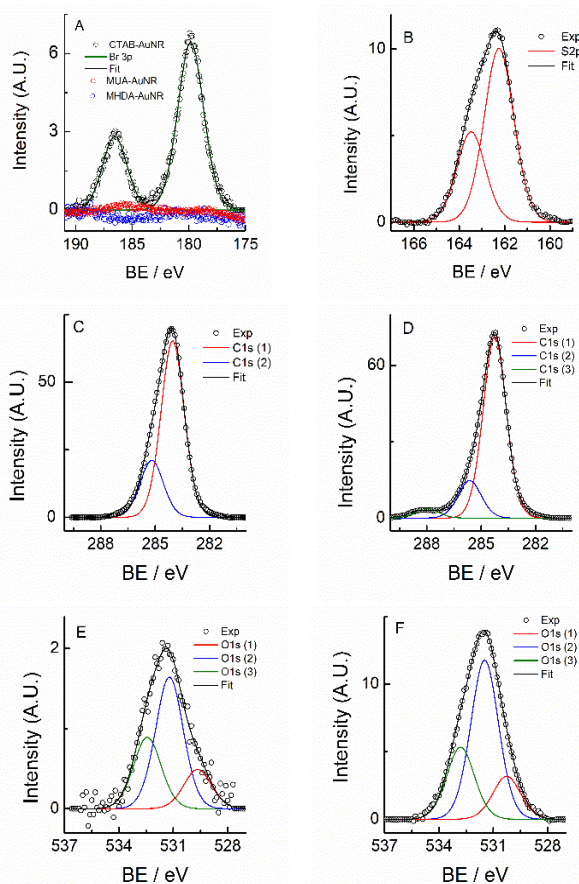 A
CTAB-AuNR
Br 3p
Fit
MUA-AuNR
MHDA-AuNR
Intensity (A.U.)
6
3
0
190 185 180 175
BE / eV
B
Exp
S2p
Fit
Intensity (A.U.)
10
0
166 164 162 160
BE / eV
C
Exp
C1s (1)
C1s (2)
Fit
Intensity (A.U.)
50
0
288 284 282
BE / eV
D
Exp
C1s (1)
C1s (2)
C1s (3)
Fit
Intensity (A.U.)
60
0
288 284 282
BE / eV
E
Exp
O1s (1)
O1s (2)
O1s (3)
Fit
Intensity (A.U.)
2
0
537 534 531 528
BE / eV
F
Exp
O1s (1)
O1s (2)
O1s (3)
Fit
Intensity (A.U.)
10
0
537 534 531 528
BE / eV